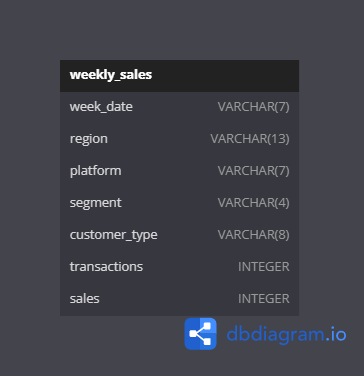 weekly_sales
week_date VARCHAR(7)
region VARCHAR(13)
platform VARCHAR(7)
segment VARCHAR(4)
customer_type VARCHAR(8)
transactions INTEGER
sales INTEGER
dbdiagram.io